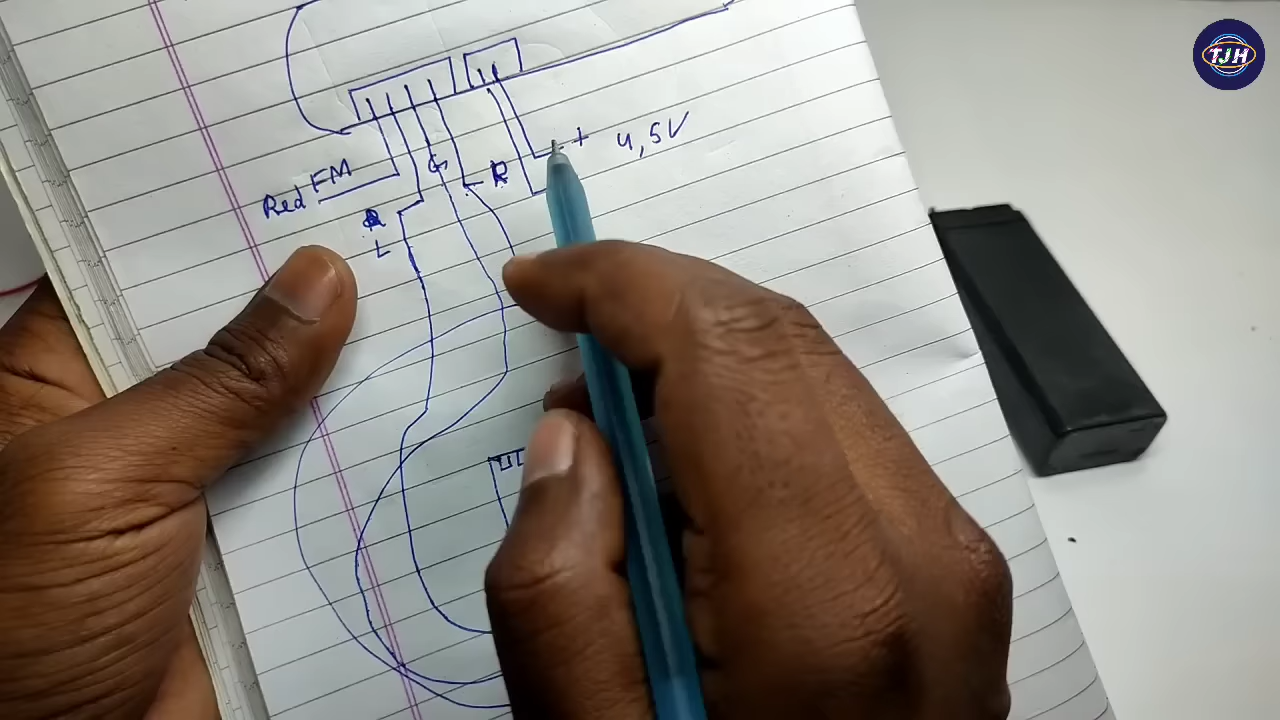 TJH
+ 4,5V
G
R
Red FM
L